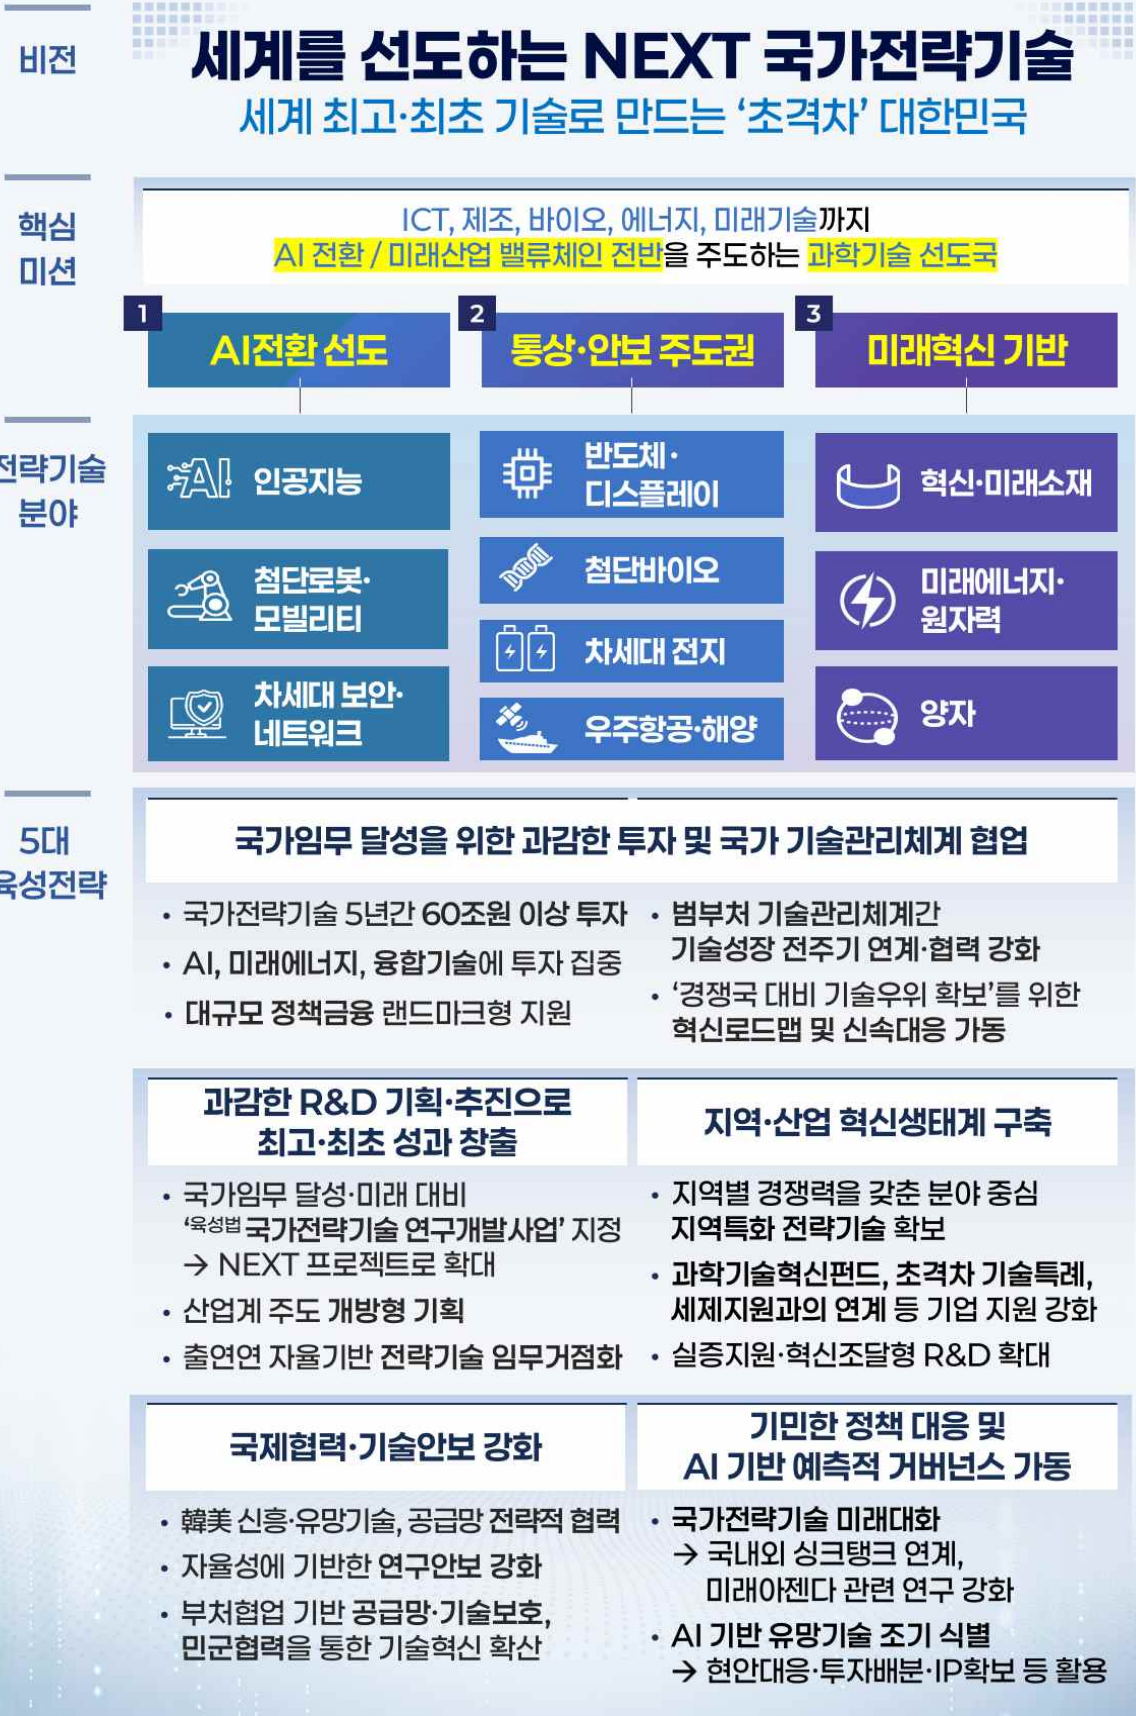 비전
세계를 선도하는 NEXT 국가전략기술
세계 최고·최초 기술로 만드는 ‘초격차’ 대한민국
핵심
미션
ICT, 제조, 바이오, 에너지, 미래기술까지
AI 전환 / 미래산업 밸류체인 전반을 주도하는 과학기술 선도국
1
AI전환 선도
2
통상·안보 주도권
3
미래혁신 기반
전략기술
분야
AI
인공지능
첨단로봇·
모빌리티
차세대 보안·
네트워크
반도체·
디스플레이
첨단바이오
차세대 전지
우주항공·해양
혁신·미래소재
미래에너지·
원자력
양자
5대
육성전략
국가임무 달성을 위한 과감한 투자 및 국가 기술관리체계 협업
• 국가전략기술 5년간 60조원 이상 투자
• AI, 미래에너지, 융합기술에 투자 집중
• 대규모 정책금융 랜드마크형 지원
• 범부처 기술관리체계간
기술성장 전주기 연계·협력 강화
• ‘경쟁국 대비 기술우위 확보’를 위한
혁신로드맵 및 신속대응 가동
과감한 R&D 기획·추진으로
최고·최초 성과 창출
• 국가임무 달성·미래 대비
‘육성법 국가전략기술 연구개발사업’ 지정
→ NEXT 프로젝트로 확대
• 산업계 주도 개방형 기획
• 출연연 자율기반 전략기술 임무거점화
지역·산업 혁신생태계 구축
• 지역별 경쟁력을 갖춘 분야 중심
지역특화 전략기술 확보
• 과학기술혁신펀드, 초격차 기술특례,
세제지원과의 연계 등 기업 지원 강화
• 실증지원·혁신조달형 R&D 확대
국제협력·기술안보 강화
• 韓美 신흥·유망기술, 공급망 전략적 협력
• 자율성에 기반한 연구안보 강화
• 부처협업 기반 공급망·기술보호,
민군협력을 통한 기술혁신 확산
기민한 정책 대응 및
AI 기반 예측적 거버넌스 가동
• 국가전략기술 미래대화
→ 국내외 싱크탱크 연계,
미래아젠다 관련 연구 강화
• AI 기반 유망기술 조기 식별
→ 현안대응·투자배분·IP확보 등 활용